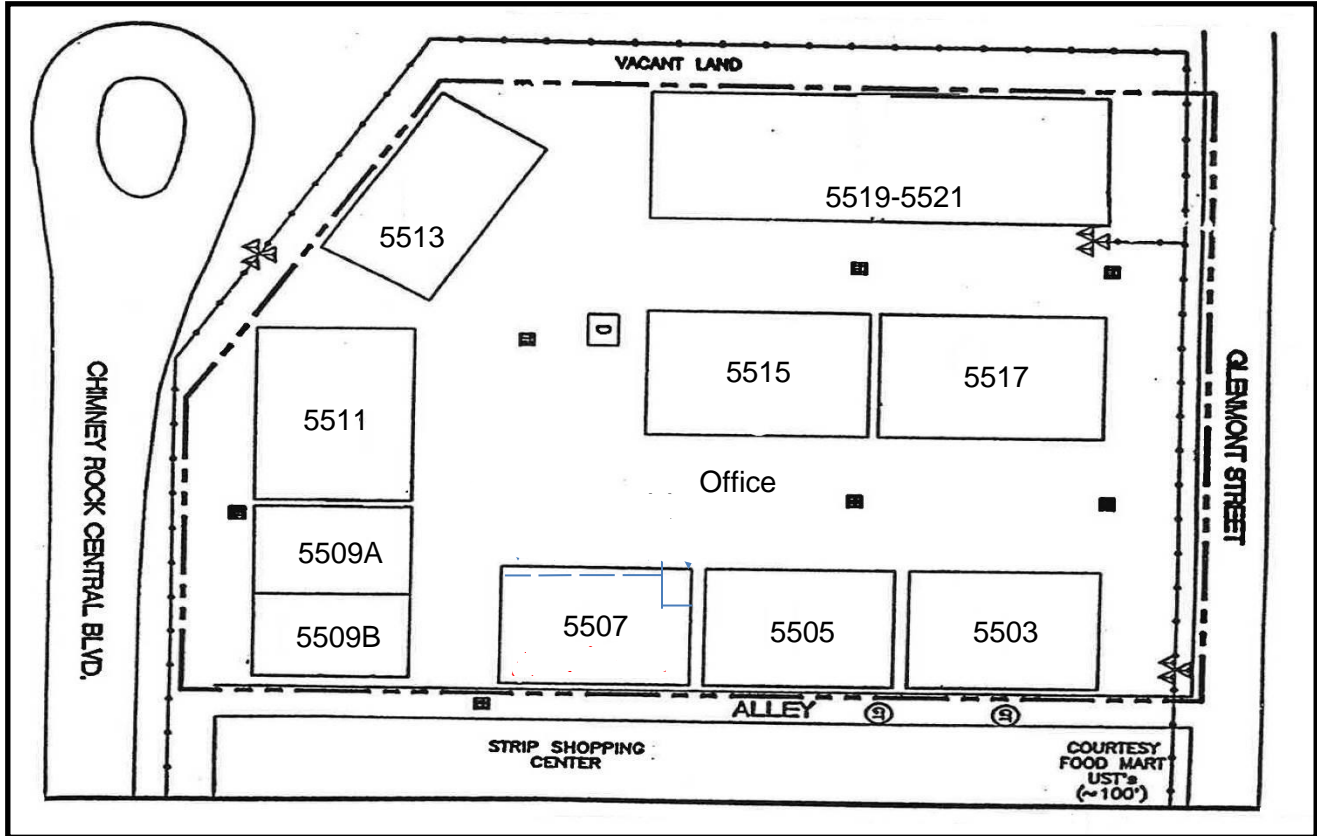 VACANT LAND
5519-5521
5513
D
5515
5517
5511
CHIMNEY ROCK CENTRAL BLVD.
GLENMONT STREET
Office
5509A
5509B
5507
5505
5503
ALLEY
STRIP SHOPPING
CENTER
COURTESY
FOOD MART
UST's
(~100')